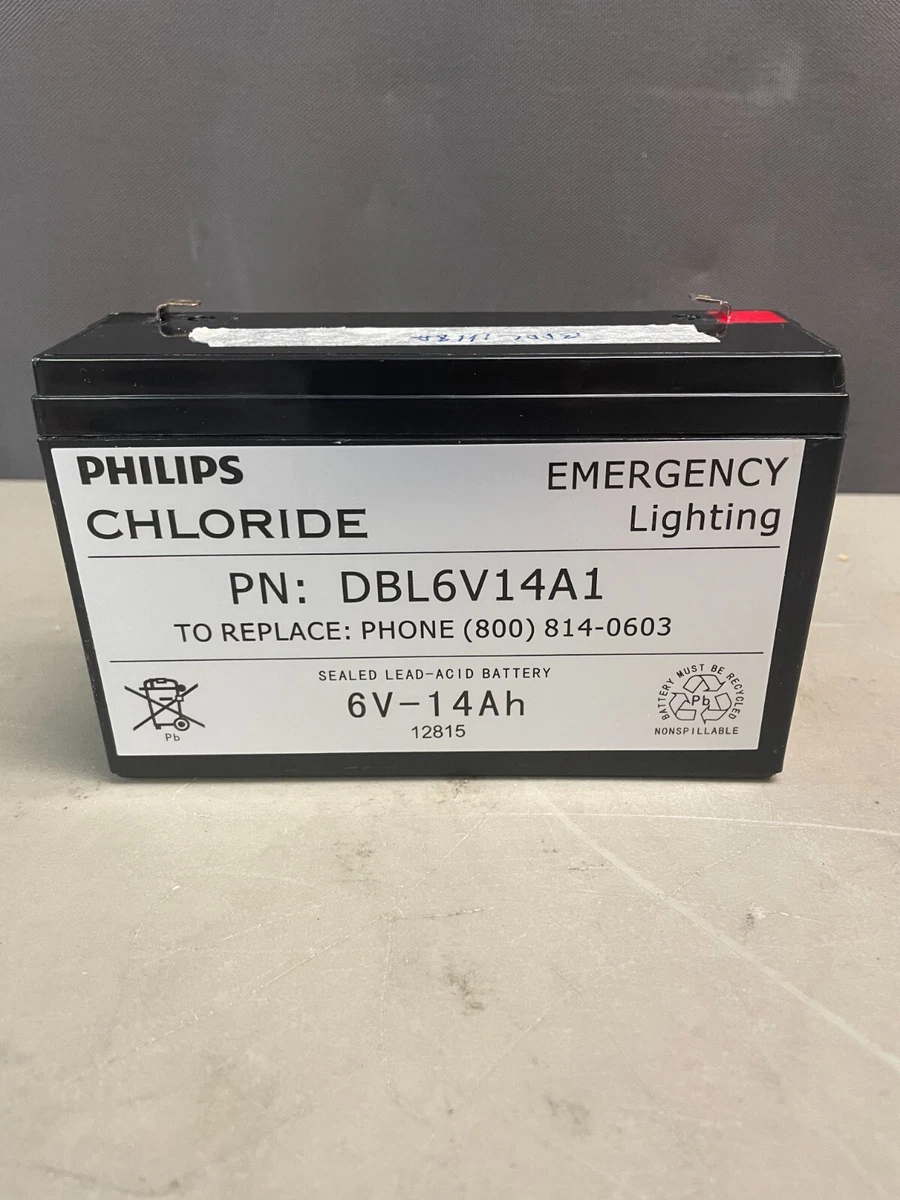 PHILIPS
CHLORIDE
EMERGENCY
Lighting
PN: DBL6V14A1
TO REPLACE: PHONE (800) 814-0603
SEALED LEAD-ACID BATTERY
6V-14Ah
12815
Pb
BATTERY MUST BE RECYCLED
Pb
NONSPILLABLE